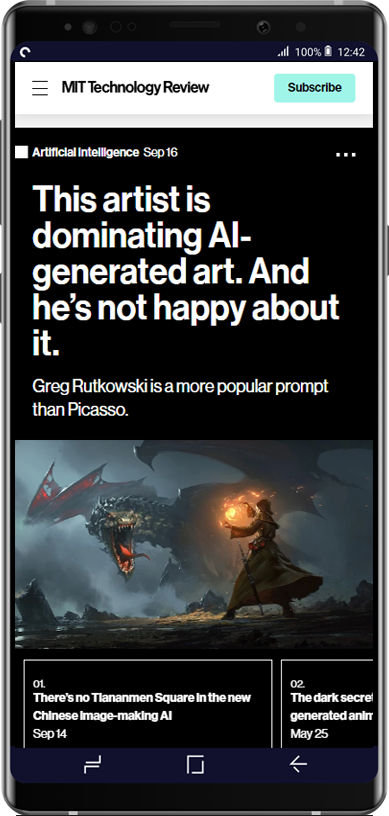 100% 12:42
MIT Technology Review
Subscribe
Artificial intelligence Sep 16
This artist is
dominating AI-
generated art. And
he's not happy about
it.
Greg Rutkowski is a more popular prompt
than Picasso.
01.
There's no Tiananmen Square in the new
Chinese image-making AI
Sep 14
02.
The dark secret
generated anim
May 25